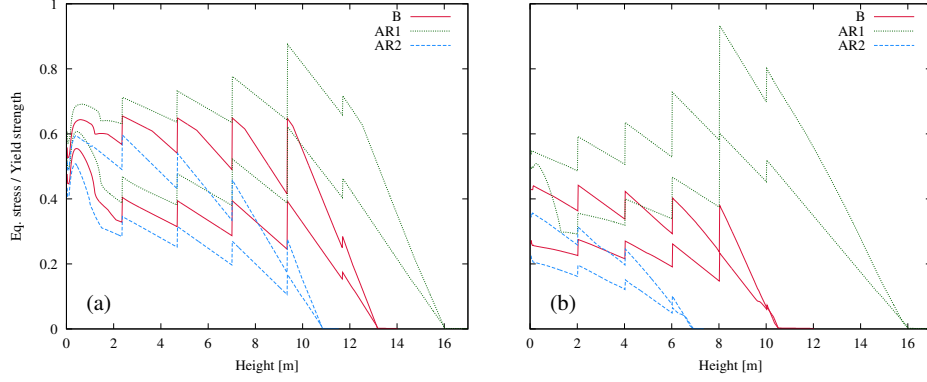 Eq. stress / Yield strength
1
0.8
0.6
0.4
0.2
0
B
AR1
AR2
(a)
0 2 4 6 8 10 12 14 16
Height [m]
B
AR1
AR2
(b)
0 2 4 6 8 10 12 14 16
Height [m]